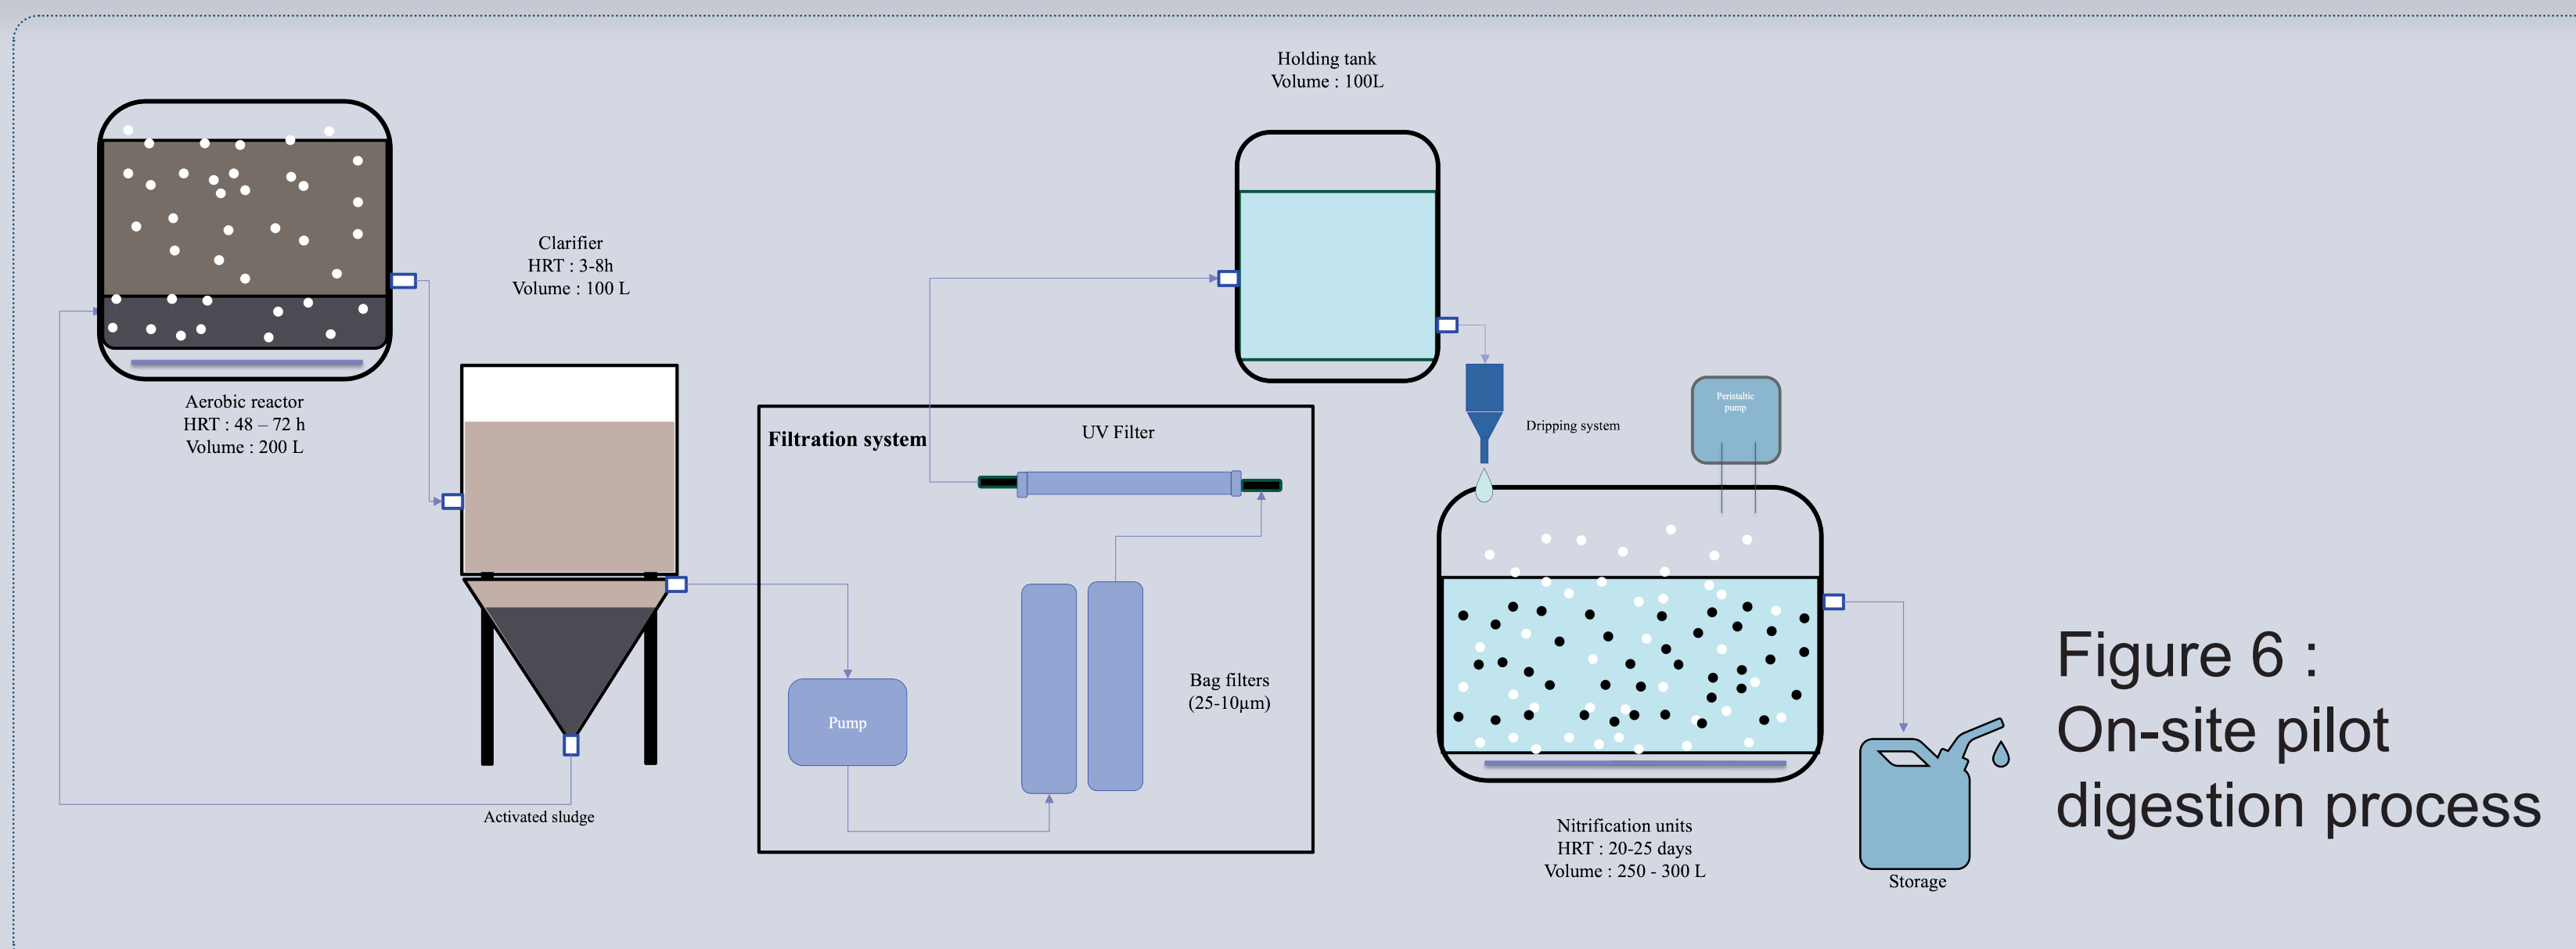 Holding tank
Volume : 100L
Clarifier
HRT : 3-8h
Volume : 100 L
Aerobic reactor
HRT : 48 – 72 h
Volume : 200 L
Filtration system
UV Filter
Dripping system
Peristaltic
pump
Bag filters
(25-10µm)
Pump
Activated sludge
Nitrification units
HRT : 20-25 days
Volume : 250 - 300 L
Storage
Figure 6 :
On-site pilot
digestion process